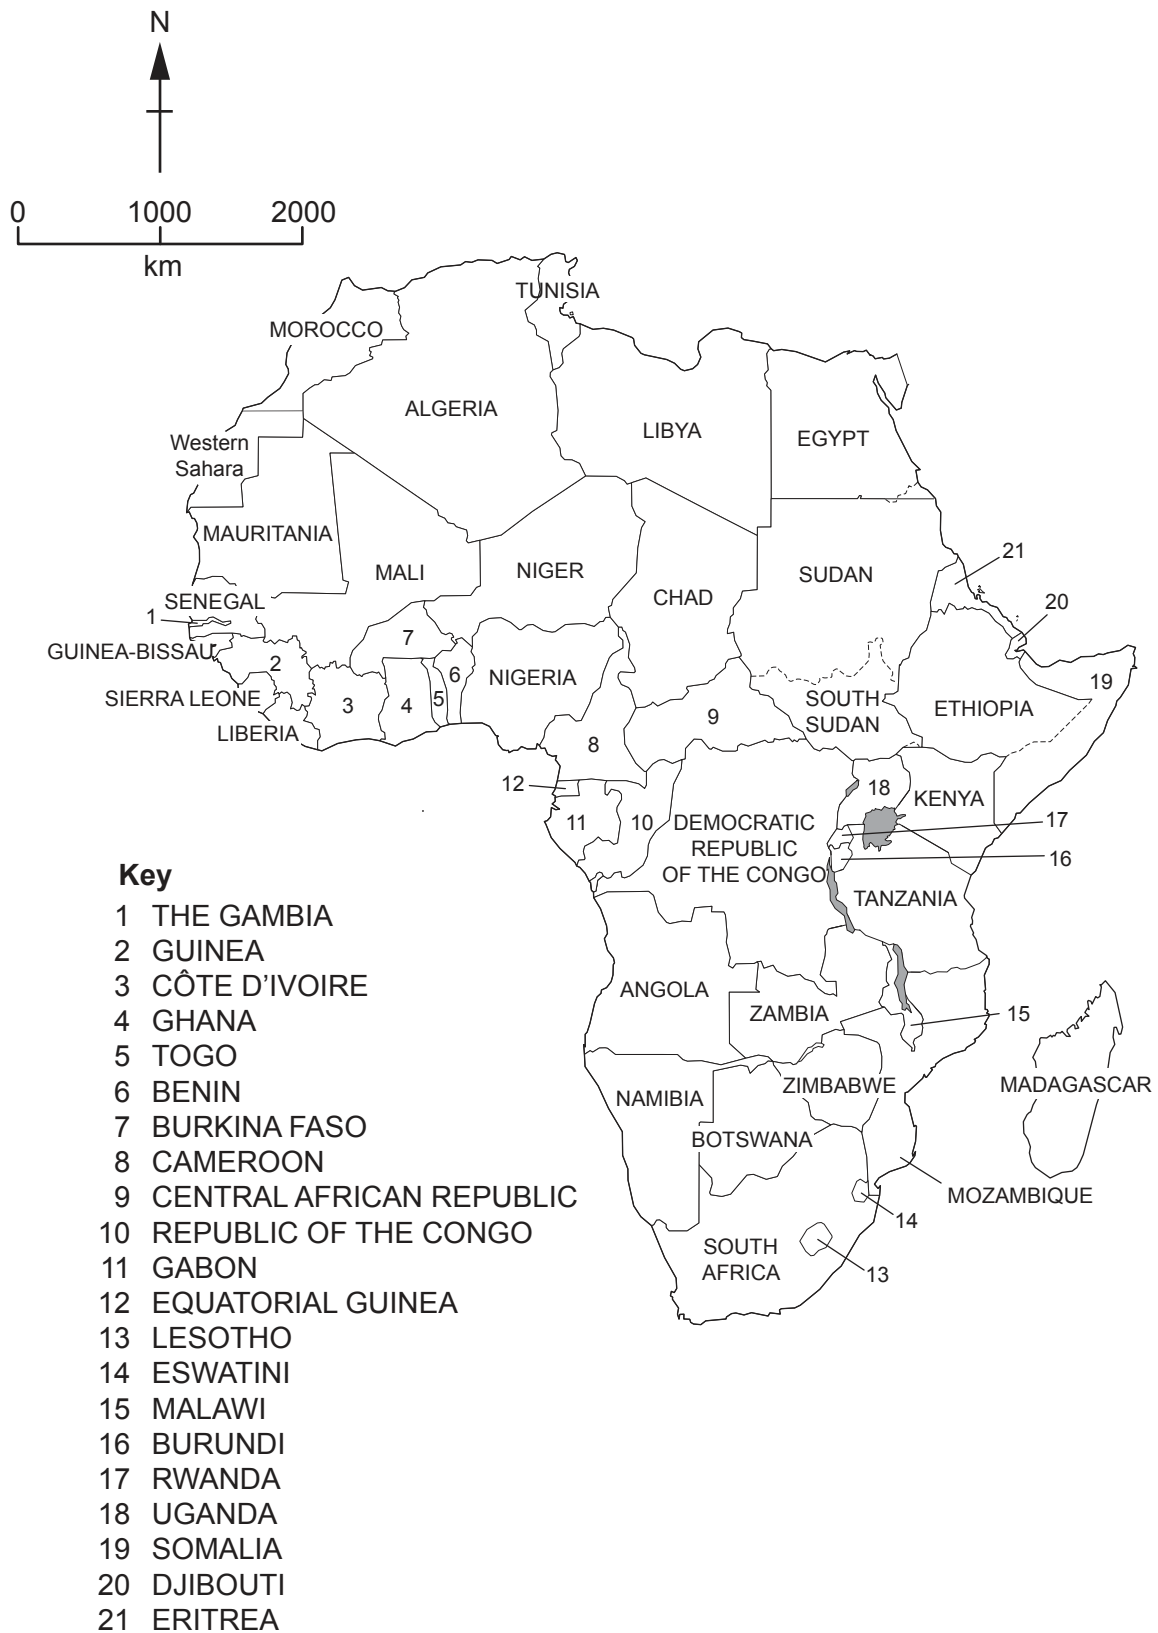 N
0 1000 2000
km
TUNISIA
MOROCCO
ALGERIA
LIBYA
EGYPT
Western
Sahara
MAURITANIA
MALI
NIGER
CHAD
SUDAN
21
20
SENEGAL
1
GUINEA-BISSAU
7
2
6
NIGERIA
19
SIERRA LEONE
3
4
5
9
SOUTH
SUDAN
ETHIOPIA
LIBERIA
8
12
18
KENYA
11
10
DEMOCRATIC
REPUBLIC
OF THE CONGO
17
16
TANZANIA
ANGOLA
ZAMBIA
15
NAMIBIA
ZIMBABWE
MADAGASCAR
BOTSWANA
MOZAMBIQUE
14
SOUTH
AFRICA
13
Key
1 THE GAMBIA
2 GUINEA
3 CÔTE D’IVOIRE
4 GHANA
5 TOGO
6 BENIN
7 BURKINA FASO
8 CAMEROON
9 CENTRAL AFRICAN REPUBLIC
10 REPUBLIC OF THE CONGO
11 GABON
12 EQUATORIAL GUINEA
13 LESOTHO
14 ESWATINI
15 MALAWI
16 BURUNDI
17 RWANDA
18 UGANDA
19 SOMALIA
20 DJIBOUTI
21 ERITREA